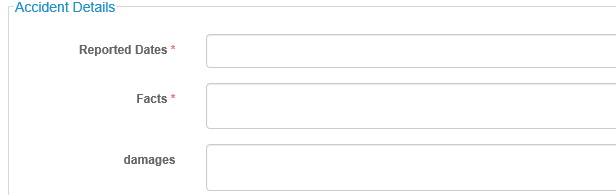 Accident Details
Reported Dates *
Facts *
damages